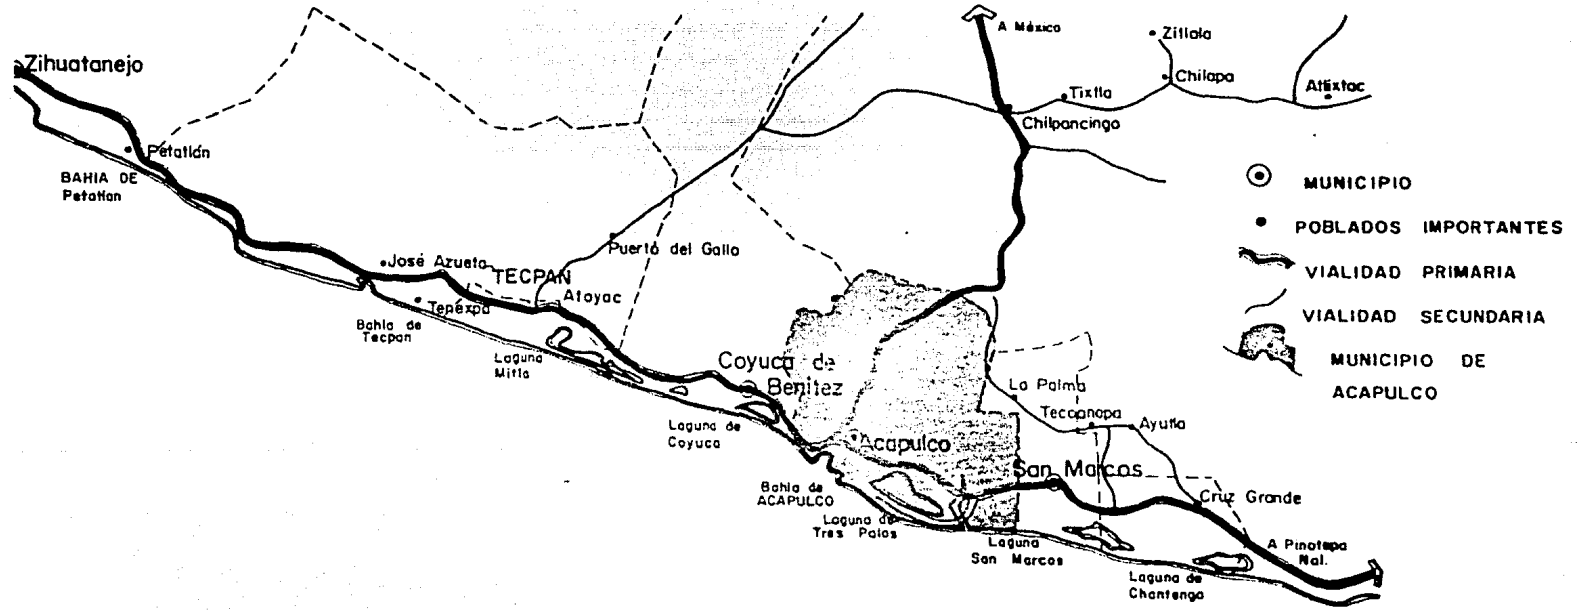 A México
Zitlala
Zihuatanejo
Chilapa
Atlixtac
Tixtla
Chilpancingo
Petatlán
BAHIA DE
Petatlan
MUNICIPIO
POBLADOS IMPORTANTES
Puerto del Gallo
José Azueta
TECPAN
VIALIDAD PRIMARIA
Atoyac
Tepexpa
VIALIDAD SECUNDARIA
Bahia de
Tecpan
Laguna
Mitla
Coyuca de
Benitez
MUNICIPIO DE
ACAPULCO
La Palma
Teccanapa
Ayutla
Laguna de
Coyuca
Acapulco
San Marcos
Bahia de
ACAPULCO
Cruz Grande
Laguna de
Tres Palos
Laguna
San Marcos
A Pinotepa
Nal.
Laguna de
Chantenga